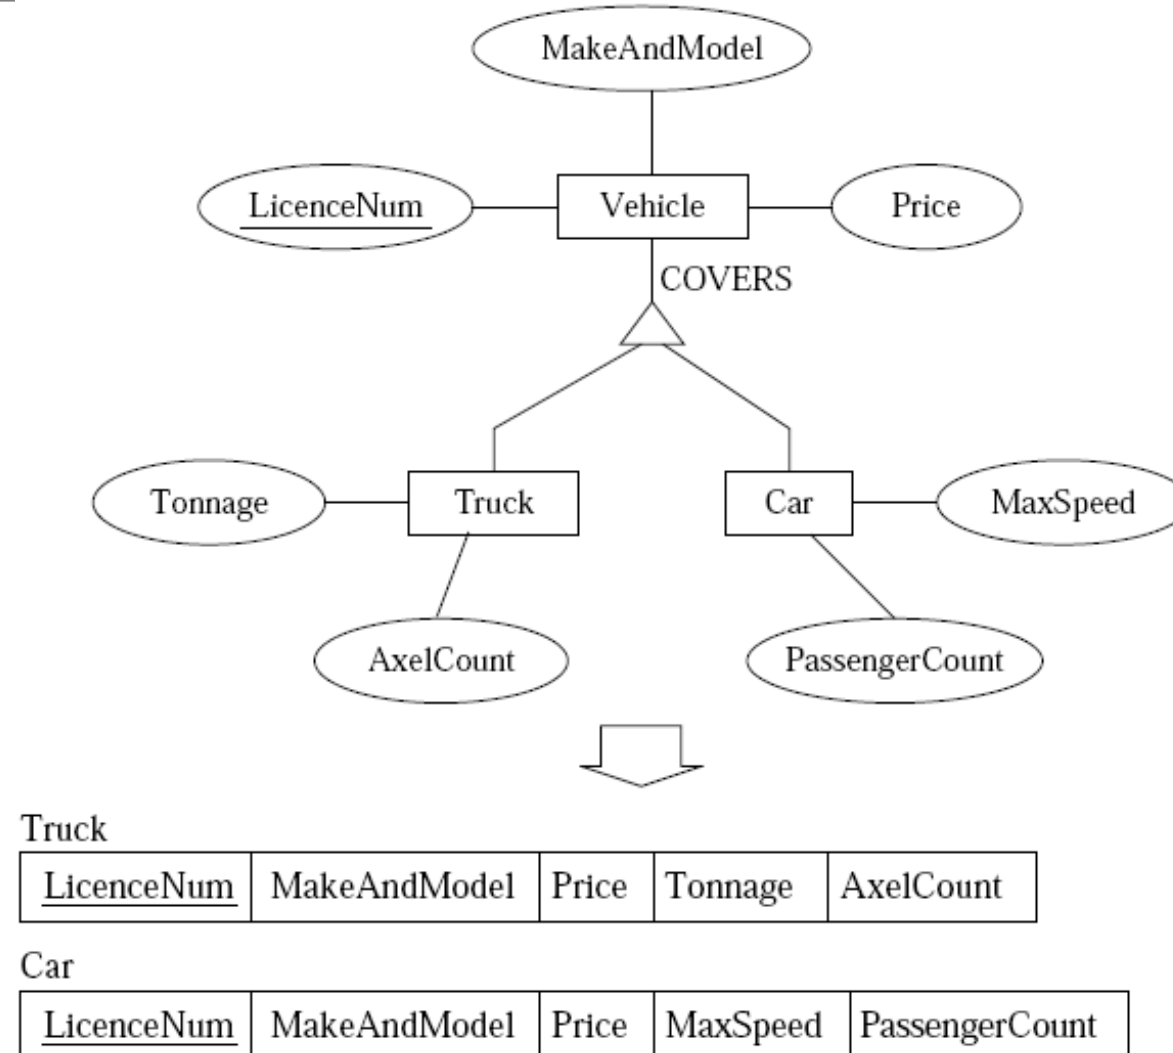 MakeAndModel
LicenceNum
Vehicle
Price
COVERS
Tonnage
Truck
Car
MaxSpeed
AxelCount
PassengerCount
Truck
LicenceNum MakeAndModel Price Tonnage AxelCount
Car
LicenceNum MakeAndModel Price MaxSpeed PassengerCount